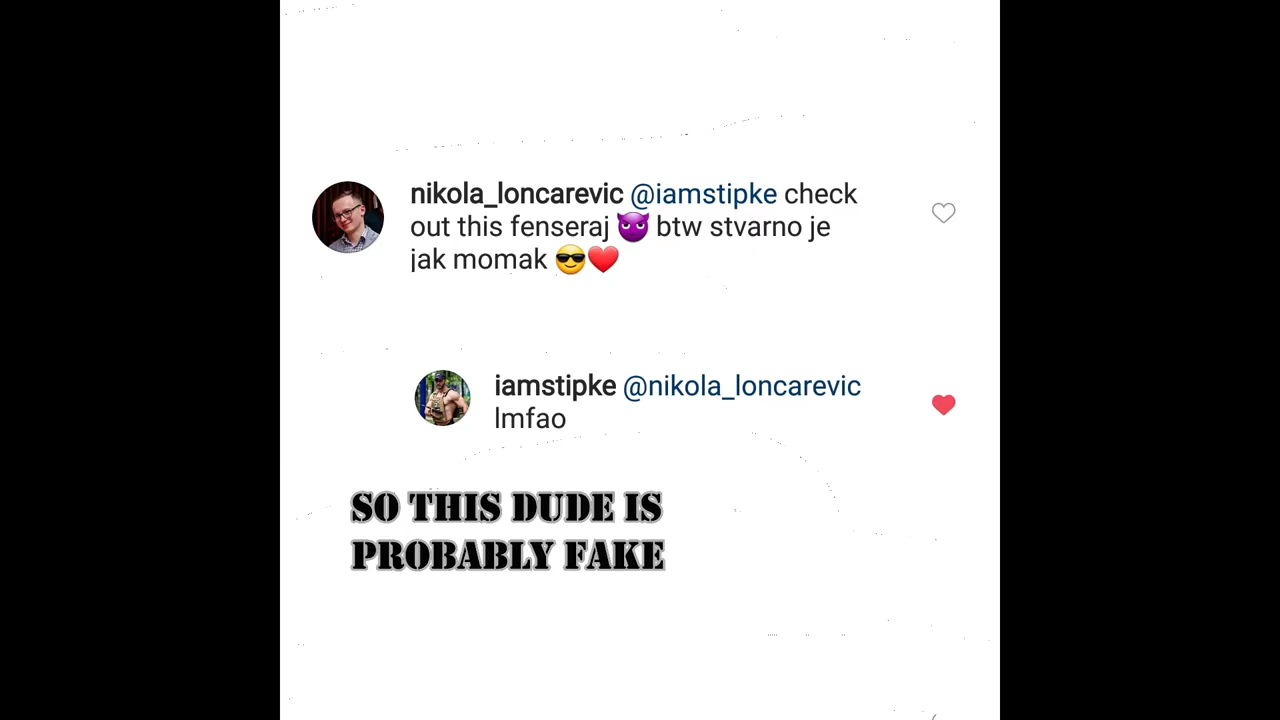 nikola_loncarevic @iamstipke check
out this fenseraj 😈 btw stvarno je
jak momak 😎❤️
iamstipke @nikola_loncarevic
lmfao
SO THIS DUDE IS
PROBABLY FAKE